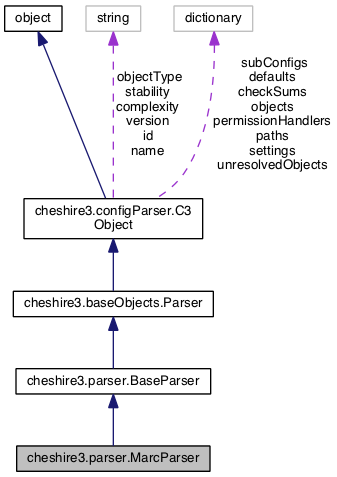 object
string
dictionary
objectType
stability
complexity
version
id
name
subConfigs
defaults
checkSums
objects
permissionHandlers
paths
settings
unresolvedObjects
cheshire3.configParser.C3
Object
cheshire3.baseObjects.Parser
cheshire3.parser.BaseParser
cheshire3.parser.MarcParser